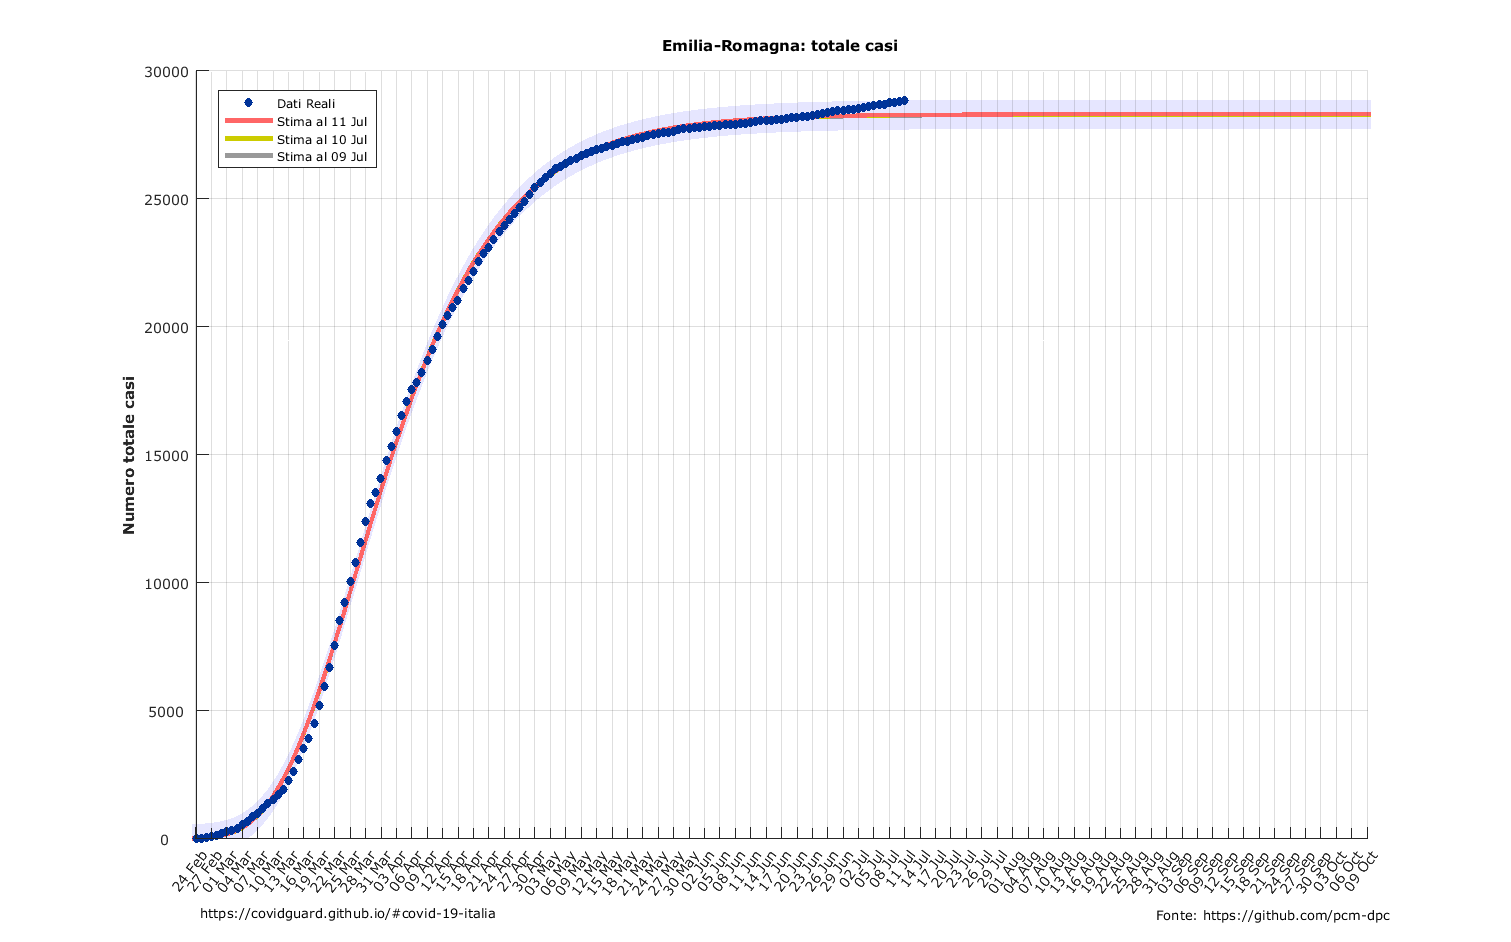 Emilia-Romagna: totale casi
30000
25000
20000
15000
10000
5000
0
Numero totale casi
Dati Reali
Stima al 11 Jul
Stima al 10 Jul
Stima al 09 Jul
24 Feb
27 Feb
01 Mar
04 Mar
07 Mar
10 Mar
13 Mar
16 Mar
19 Mar
22 Mar
25 Mar
28 Mar
31 Mar
03 Apr
06 Apr
09 Apr
12 Apr
15 Apr
18 Apr
21 Apr
24 Apr
27 Apr
30 Apr
03 May
06 May
09 May
12 May
15 May
18 May
21 May
24 May
27 May
30 May
02 Jun
05 Jun
08 Jun
11 Jun
14 Jun
17 Jun
20 Jun
23 Jun
26 Jun
29 Jun
02 Jul
05 Jul
08 Jul
11 Jul
14 Jul
17 Jul
20 Jul
23 Jul
26 Jul
29 Jul
01 Aug
04 Aug
07 Aug
10 Aug
13 Aug
16 Aug
19 Aug
22 Aug
25 Aug
28 Aug
31 Aug
03 Sep
06 Sep
09 Sep
12 Sep
15 Sep
18 Sep
21 Sep
24 Sep
27 Sep
30 Sep
03 Oct
06 Oct
09 Oct
https://covidguard.github.io/#covid-19-italia
Fonte: https://github.com/pcm-dpc